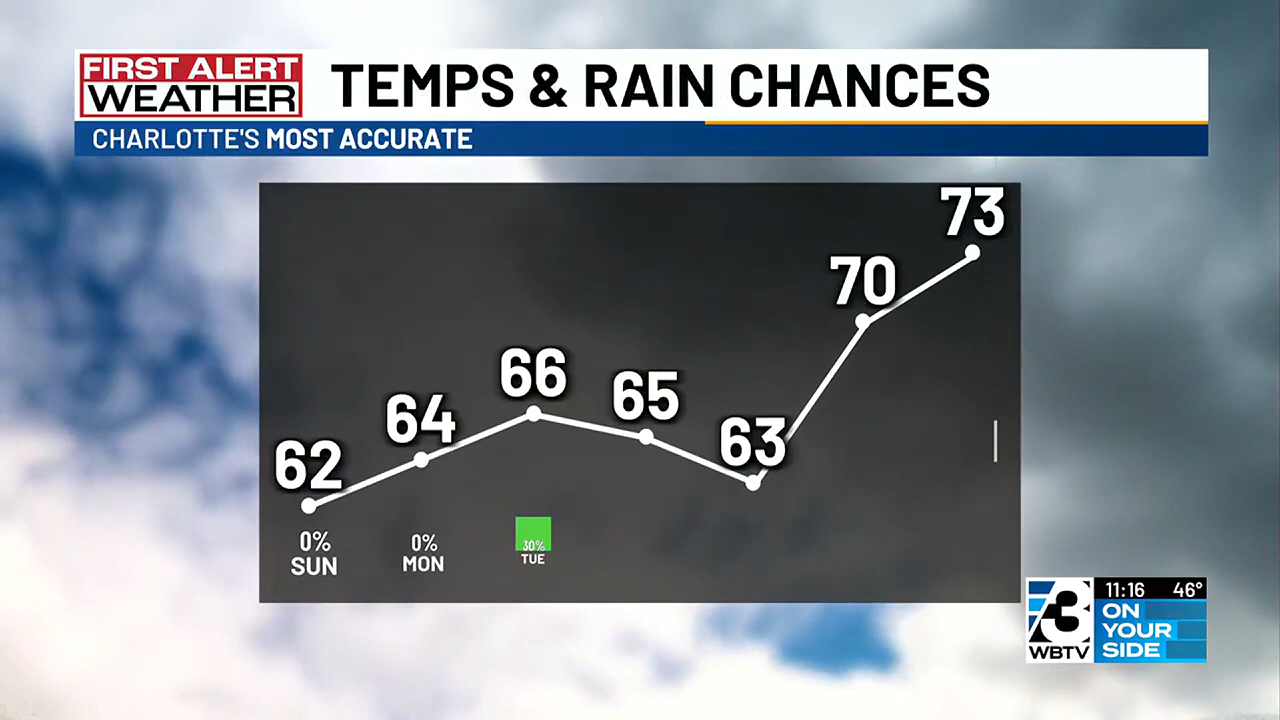 FIRST ALERT
WEATHER
TEMPS & RAIN CHANCES
CHARLOTTE'S MOST ACCURATE
73
70
66
65
64
63
62
0%
0%
30%
SUN
MON
TUE
11:16 46°
3
WBTV
ON
YOUR
SIDE